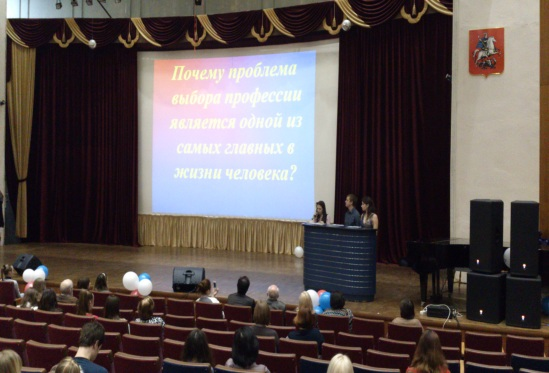 Почему проблема
выбора профессии
является одной из
самых главных в
жизни человека?